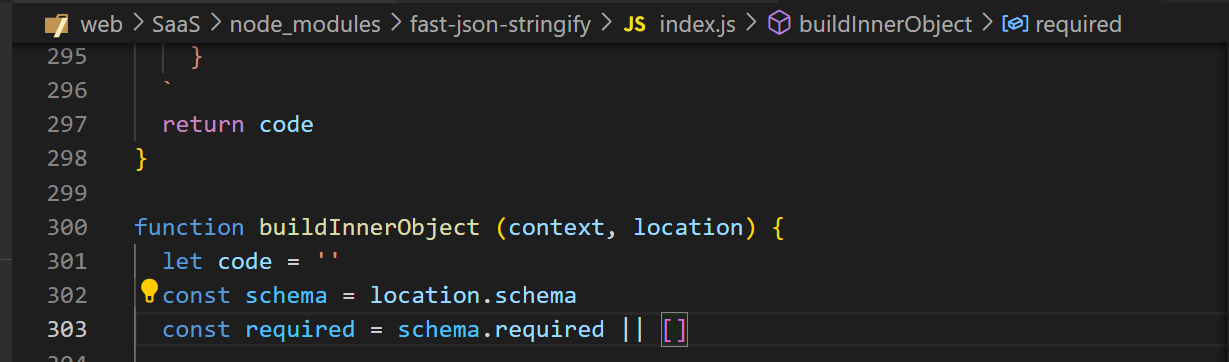 web > SaaS > node_modules > fast-json-stringify > JS index.js > buildInnerObject > required
295 }
296 `
297 return code
298 }
299
300 function buildInnerObject (context, location) {
301 let code = ''
302 const schema = location.schema
303 const required = schema.required || []
304